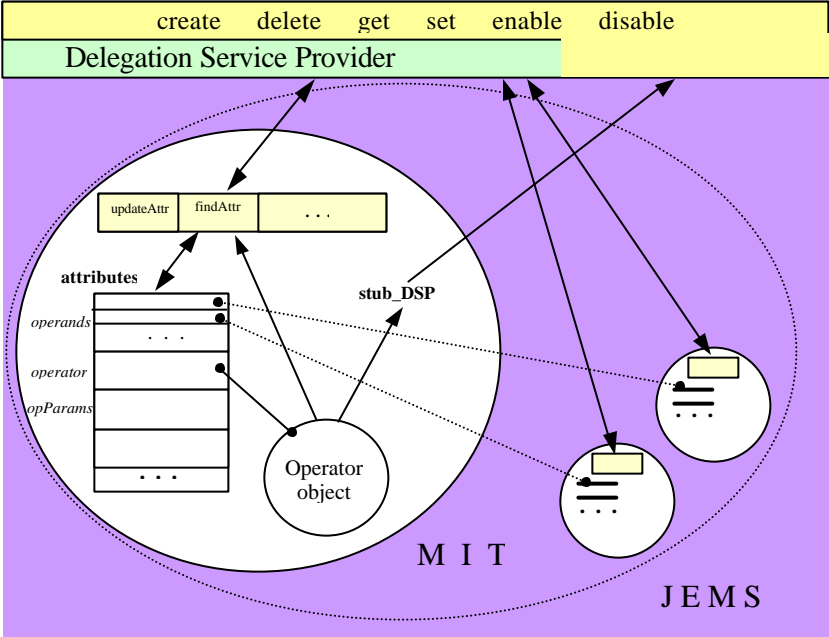 create delete get set enable disable
Delegation Service Provider
updateAttr findAttr . . .
attributes
stub_DSP
operands
. . .
operator
opParams
. . .
Operator
object
. . .
. . .
M I T
J E M S